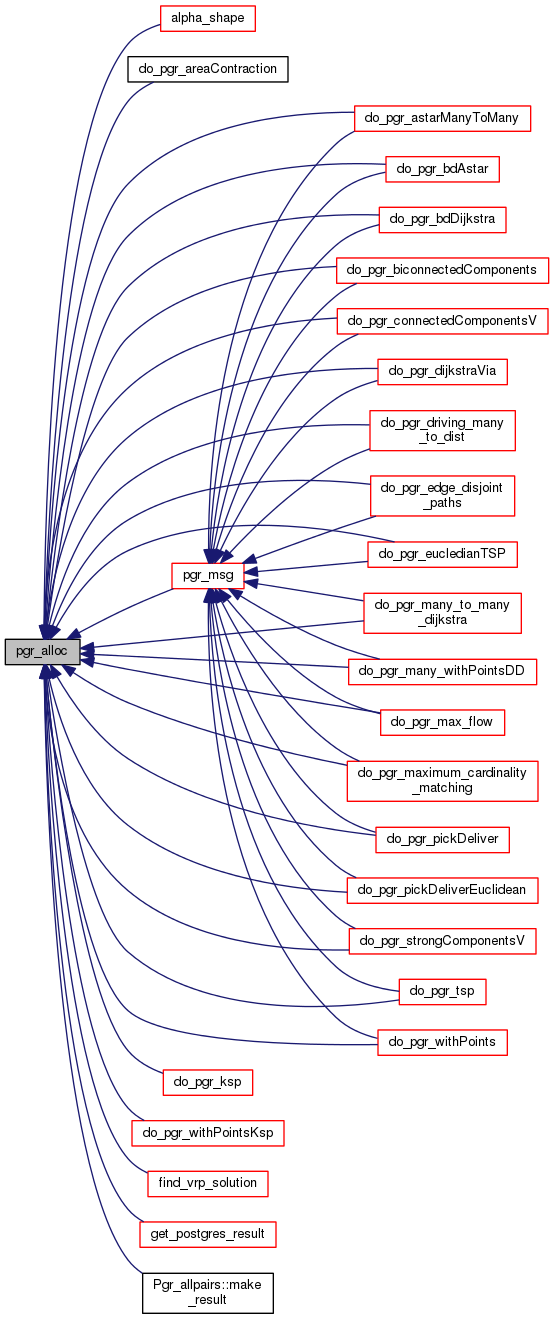 alpha_shape
do_pgr_areaContraction
do_pgr_astarManyToMany
do_pgr_bdAstar
do_pgr_bdDijkstra
do_pgr_biconnectedComponents
do_pgr_connectedComponentsV
do_pgr_dijkstraVia
do_pgr_driving_many
_to_dist
do_pgr_edge_disjoint
_paths
do_pgr_eucledianTSP
pgr_msg
do_pgr_many_to_many
_dijkstra
pgr_alloc
do_pgr_many_withPointsDD
do_pgr_max_flow
do_pgr_maximum_cardinality
_matching
do_pgr_pickDeliver
do_pgr_pickDeliverEuclidean
do_pgr_strongComponentsV
do_pgr_tsp
do_pgr_withPoints
do_pgr_ksp
do_pgr_withPointsKsp
find_vrp_solution
get_postgres_result
Pgr_allpairs::make
_result